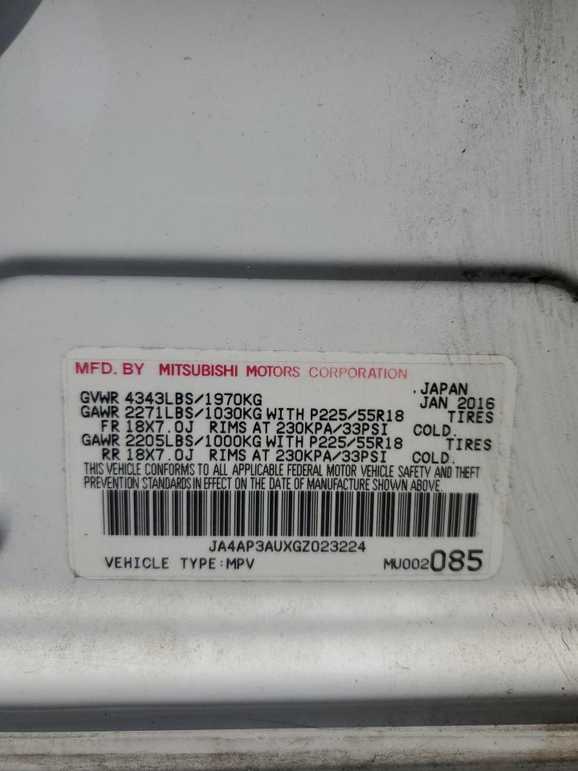 MFD. BY MITSUBISHI MOTORS CORPORATION
, JAPAN
GVWR 4343LBS/1970KG JAN 2016
GAWR 2271LBS/1030KG WITH P225/55R18 TIRES
FR 18X7.0J RIMS AT 230KPA/33PSI COLD.
GAWR 2205LBS/1000KG WITH P225/55R18 TIRES
RR 18X7.0J RIMS AT 230KPA/33PSI COLD.
THIS VEHICLE CONFORMS TO ALL APPLICABLE FEDERAL MOTOR VEHICLE SAFETY AND THEFT
PREVENTION STANDARDS IN EFFECT ON THE DATE OF MANUFACTURE SHOWN ABOVE.
JA4AP3AUXGZ023224
VEHICLE TYPE:MPV MU002085